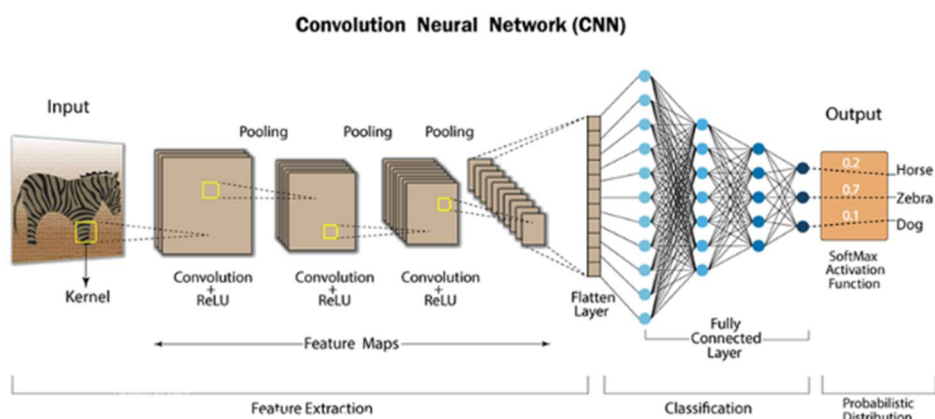 Convolution Neural Network (CNN)
Input
Pooling
Pooling
Pooling
Output
Kernel
Convolution
+
ReLU
Convolution
+
ReLU
Convolution
+
ReLU
Flatten
Layer
0.2
0.7
0.1
Horse
Zebra
Dog
SoftMax
Activation
Function
Feature Maps
Fully
Connected
Layer
Feature Extraction
Classification
Probabilistic
Distribution